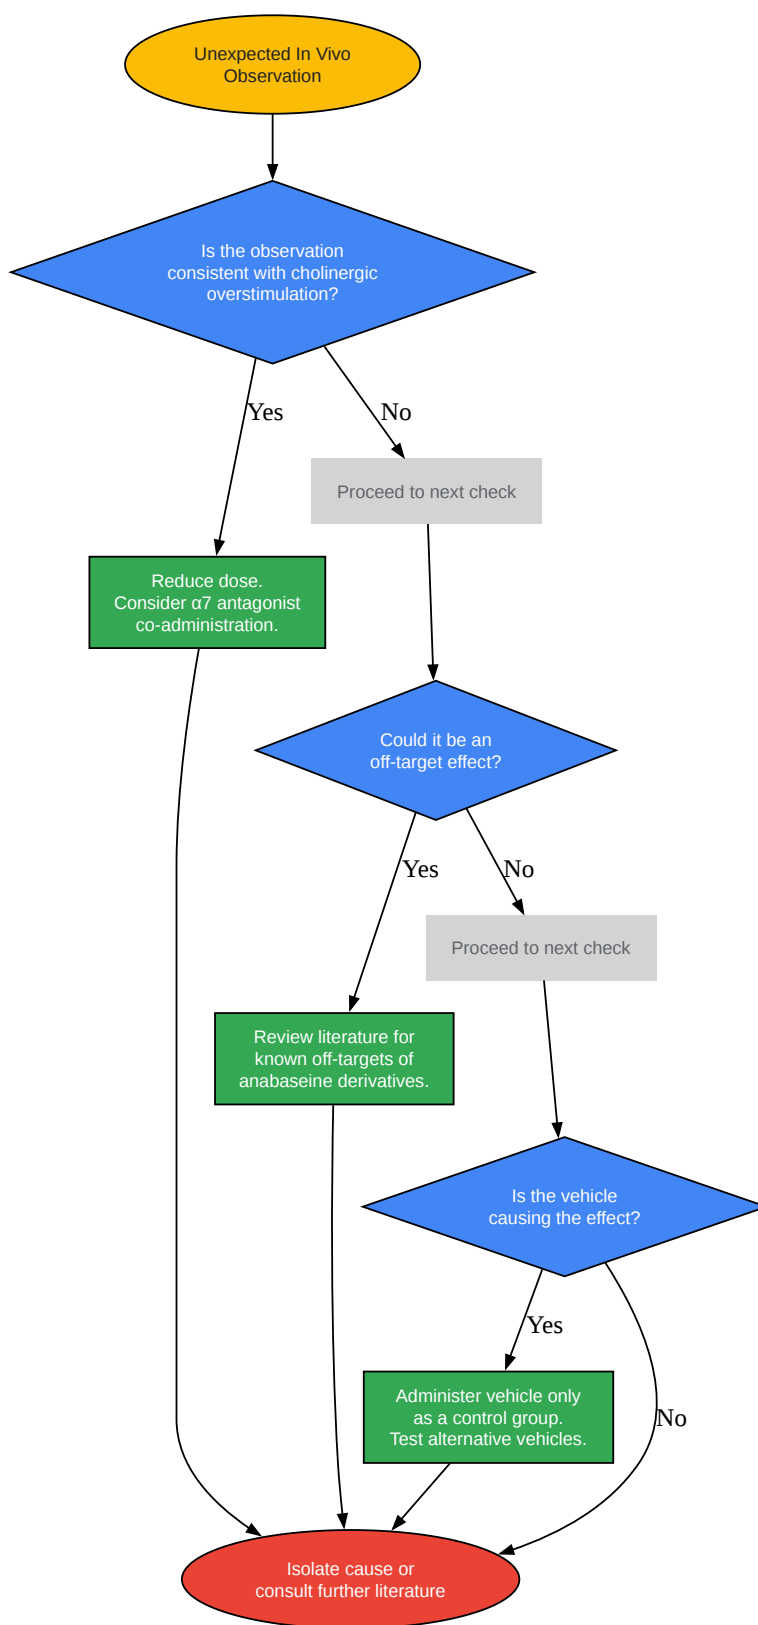 Unexpected In Vivo
Observation
Is the observation
consistent with cholinergic
overstimulation?
Yes
No
Proceed to next check
Reduce dose.
Consider α7 antagonist
co-administration.
Could it be an
off-target effect?
Yes
No
Proceed to next check
Review literature for
known off-targets of
anabaseine derivatives.
Is the vehicle
causing the effect?
Yes
Administer vehicle only
as a control group.
Test alternative vehicles.
No
Isolate cause or
consult further literature